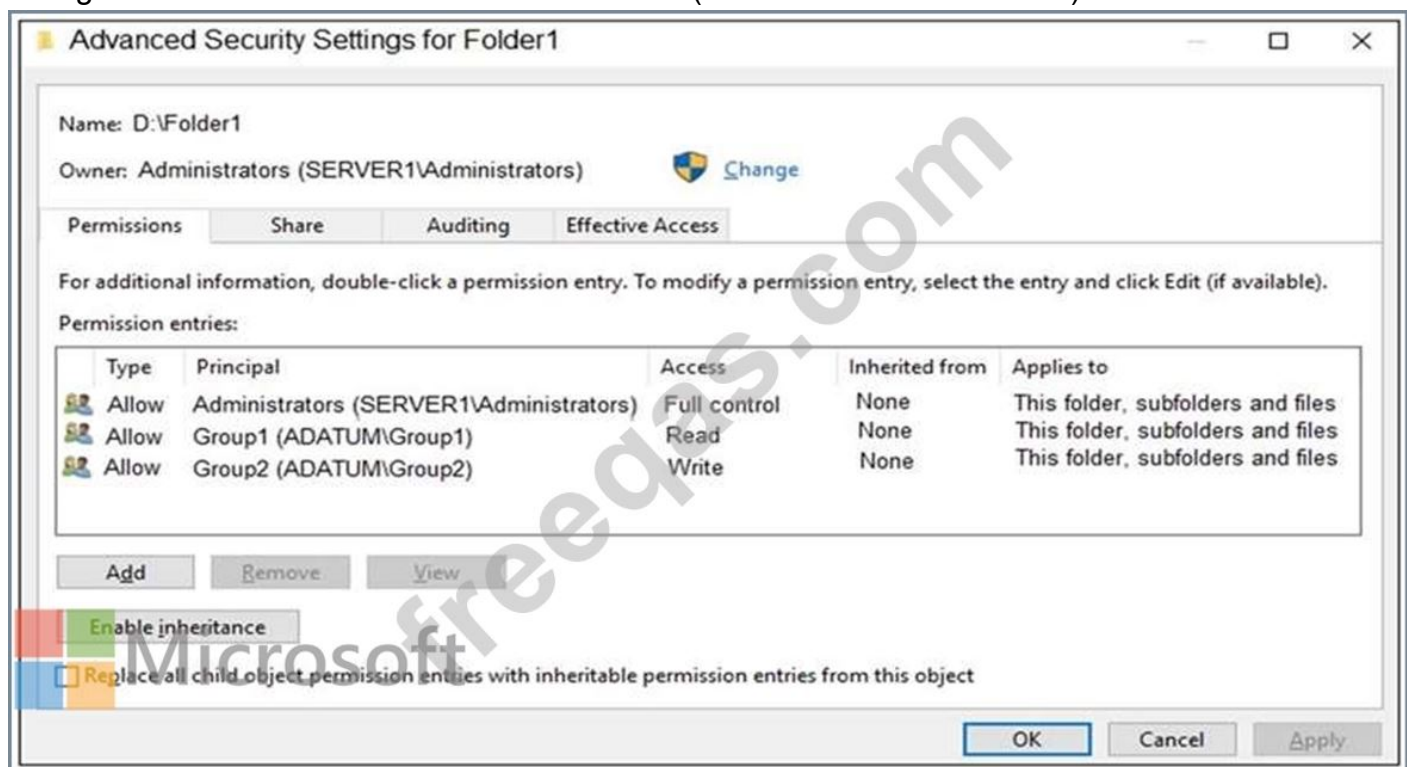 Advanced Security Settings for Folder1
Name: D:\Folder1
Owner: Administrators (SERVER1\Administrators) Change
Permissions Share Auditing Effective Access
For additional information, double-click a permission entry. To modify a permission entry, select the entry and click Edit (if available).
Permission entries:
Type Principal Access Inherited from Applies to
Allow Administrators (SERVER1\Administrators) Full control None This folder, subfolders and files
Allow Group1 (ADATUM\Group1) Read None This folder, subfolders and files
Allow Group2 (ADATUM\Group2) Write None This folder, subfolders and files
Add Remove View
Enable inheritance
Microsoft
Replace all child object permission entries with inheritable permission entries from this object
OK Cancel Apply
freeqas.com